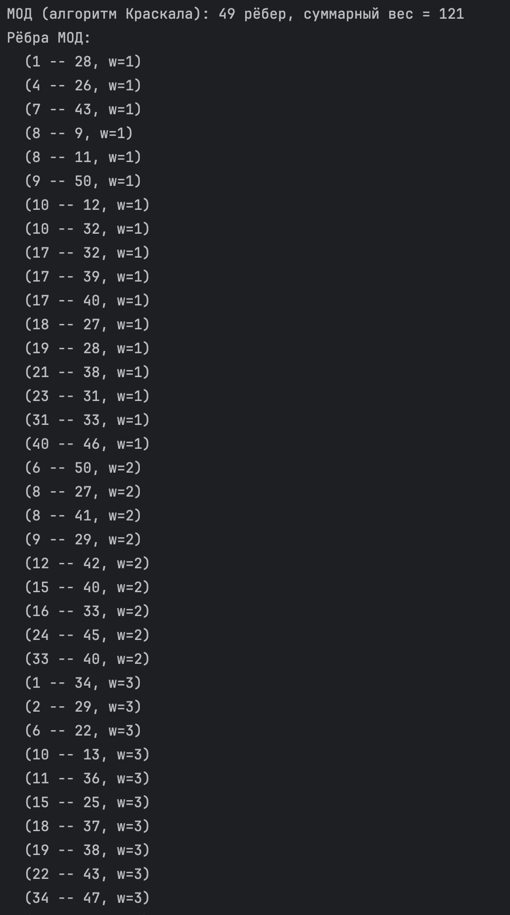 МОД (алгоритм Краскала): 49 рёбер, суммарный вес = 121
Рёбра МОД:
(1 -- 28, w=1)
(4 -- 26, w=1)
(7 -- 43, w=1)
(8 -- 9, w=1)
(8 -- 11, w=1)
(9 -- 50, w=1)
(10 -- 12, w=1)
(10 -- 32, w=1)
(17 -- 32, w=1)
(17 -- 39, w=1)
(17 -- 40, w=1)
(18 -- 27, w=1)
(19 -- 28, w=1)
(21 -- 38, w=1)
(23 -- 31, w=1)
(31 -- 33, w=1)
(40 -- 46, w=1)
(6 -- 50, w=2)
(8 -- 27, w=2)
(8 -- 41, w=2)
(9 -- 29, w=2)
(12 -- 42, w=2)
(15 -- 40, w=2)
(16 -- 33, w=2)
(24 -- 45, w=2)
(33 -- 40, w=2)
(1 -- 34, w=3)
(2 -- 29, w=3)
(6 -- 22, w=3)
(10 -- 13, w=3)
(11 -- 36, w=3)
(15 -- 25, w=3)
(18 -- 37, w=3)
(19 -- 38, w=3)
(22 -- 43, w=3)
(34 -- 47, w=3)